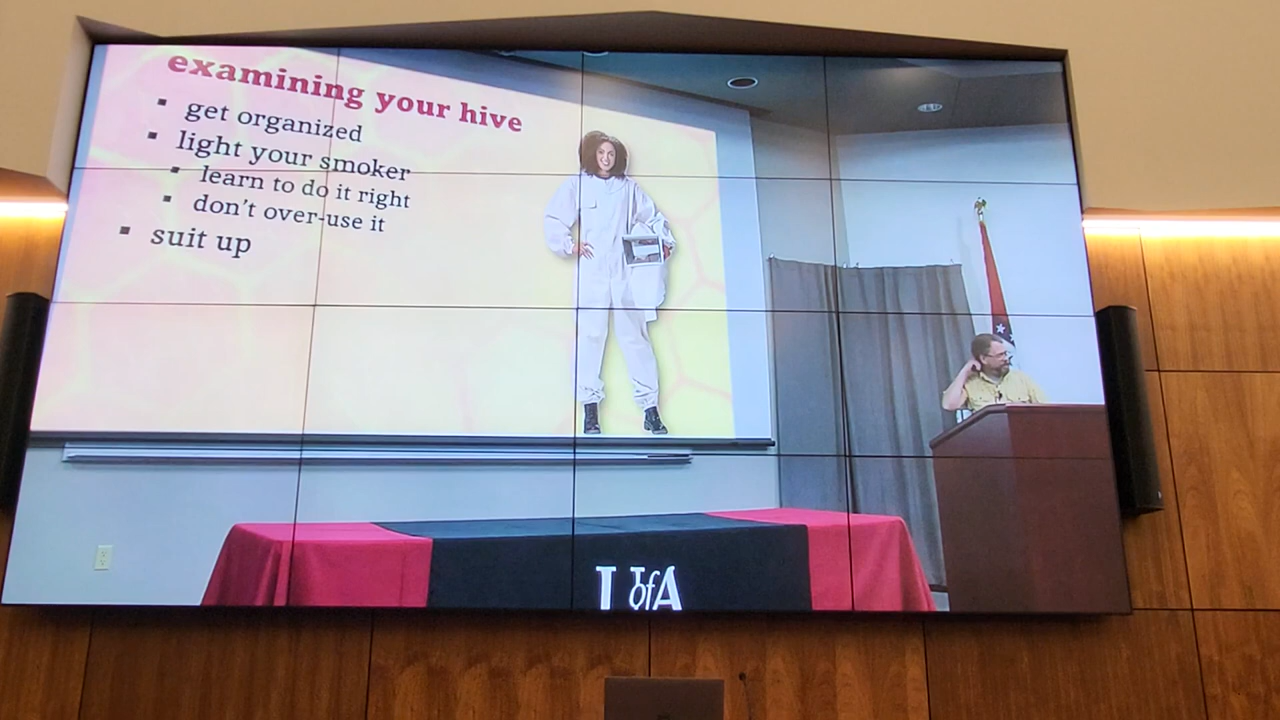 examining your hive
▪ get organized
▪ light your smoker
▪ learn to do it right
▪ don't over-use it
▪ suit up
U of A